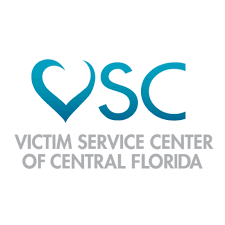 VSC
VICTIM SERVICE CENTER
OF CENTRAL FLORIDA